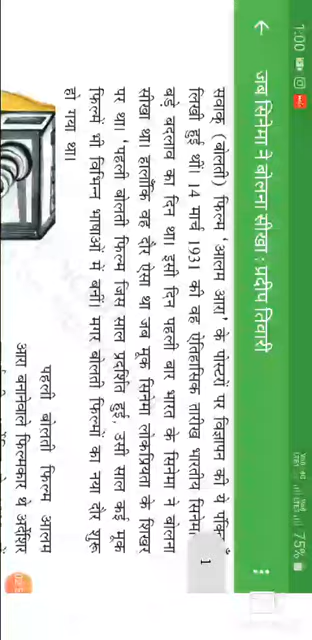 1:00
75%
जब सिनेमा ने बोलना सीखा : प्रदीप तिवारी
सवाक् (बोलती) फिल्म 'आलम आरा' के पोस्टरों पर विज्ञापन की ये
लिखी हुई थीं। 14 मार्च 1931 की वह ऐतिहासिक तारीख भारतीय
बड़े बदलाव का दिन था। इसी दिन पहली बार भारत के सिनेमा ने बोलना
सीखा था। हालाँकि वह दौर ऐसा था जब मूक सिनेमा लोकप्रियता के शिखर
पर था। 'पहली बोलती फिल्म जिस साल प्रदर्शित हुई, उसी साल कई मूक
फिल्में भी विभिन्न भाषाओं में बनीं। मगर बोलती फिल्मों का नया दौर शुरू
हो गया था।
1
पहली बोलती फिल्म आलम
आरा बनानेवाले फिल्मकार थे अर्देशिर